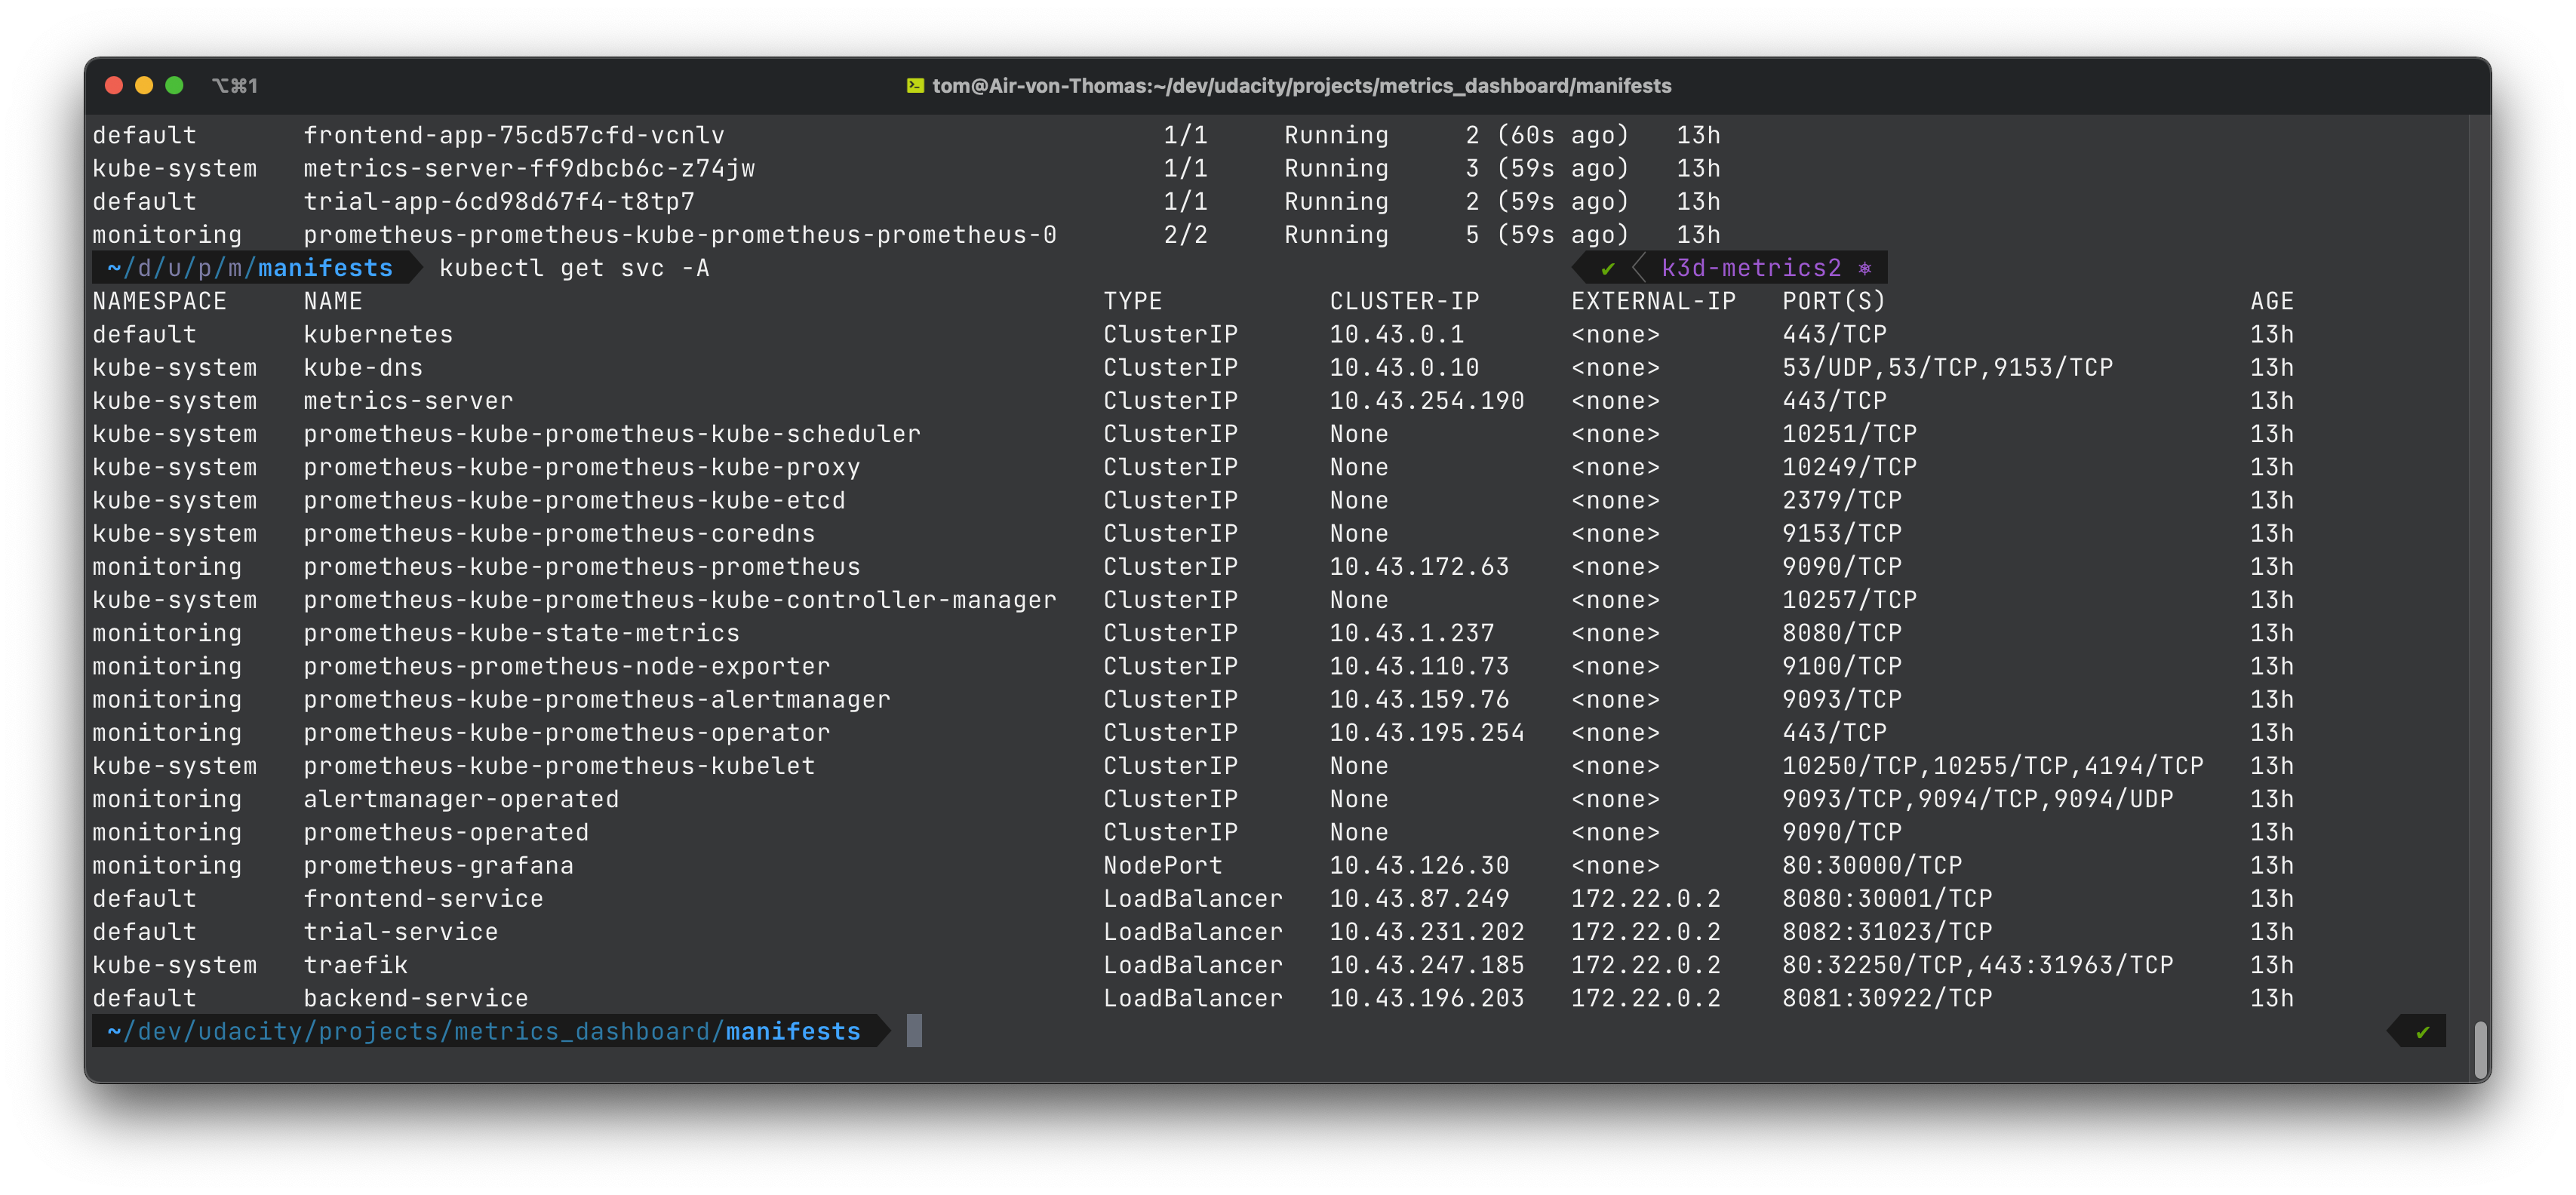 ⌥⌘1 tom@Air-von-Thomas:~/dev/udacity/projects/metrics_dashboard/manifests
default frontend-app-75cd57cfd-vcnlv 1/1 Running 2 (60s ago) 13h
kube-system metrics-server-ff9dbcb6c-z74jw 1/1 Running 3 (59s ago) 13h
default trial-app-6cd98d67f4-t8tp7 1/1 Running 2 (59s ago) 13h
monitoring prometheus-prometheus-kube-prometheus-prometheus-0 2/2 Running 5 (59s ago) 13h
~/d/u/p/m/manifests kubectl get svc -A ✔ k3d-metrics2 ⎈
NAMESPACE NAME TYPE CLUSTER-IP EXTERNAL-IP PORT(S) AGE
default kubernetes ClusterIP 10.43.0.1 <none> 443/TCP 13h
kube-system kube-dns ClusterIP 10.43.0.10 <none> 53/UDP,53/TCP,9153/TCP 13h
kube-system metrics-server ClusterIP 10.43.254.190 <none> 443/TCP 13h
kube-system prometheus-kube-prometheus-kube-scheduler ClusterIP None <none> 10251/TCP 13h
kube-system prometheus-kube-prometheus-kube-proxy ClusterIP None <none> 10249/TCP 13h
kube-system prometheus-kube-prometheus-kube-etcd ClusterIP None <none> 2379/TCP 13h
kube-system prometheus-kube-prometheus-coredns ClusterIP None <none> 9153/TCP 13h
monitoring prometheus-kube-prometheus-prometheus ClusterIP 10.43.172.63 <none> 9090/TCP 13h
kube-system prometheus-kube-prometheus-kube-controller-manager ClusterIP None <none> 10257/TCP 13h
monitoring prometheus-kube-state-metrics ClusterIP 10.43.1.237 <none> 8080/TCP 13h
monitoring prometheus-prometheus-node-exporter ClusterIP 10.43.110.73 <none> 9100/TCP 13h
monitoring prometheus-kube-prometheus-alertmanager ClusterIP 10.43.159.76 <none> 9093/TCP 13h
monitoring prometheus-kube-prometheus-operator ClusterIP 10.43.195.254 <none> 443/TCP 13h
kube-system prometheus-kube-prometheus-kubelet ClusterIP None <none> 10250/TCP,10255/TCP,4194/TCP 13h
monitoring alertmanager-operated ClusterIP None <none> 9093/TCP,9094/TCP,9094/UDP 13h
monitoring prometheus-operated ClusterIP None <none> 9090/TCP 13h
monitoring prometheus-grafana NodePort 10.43.126.30 <none> 80:30000/TCP 13h
default frontend-service LoadBalancer 10.43.87.249 172.22.0.2 8080:30001/TCP 13h
default trial-service LoadBalancer 10.43.231.202 172.22.0.2 8082:31023/TCP 13h
kube-system traefik LoadBalancer 10.43.247.185 172.22.0.2 80:32250/TCP,443:31963/TCP 13h
default backend-service LoadBalancer 10.43.196.203 172.22.0.2 8081:30922/TCP 13h
~/dev/udacity/projects/metrics_dashboard/manifests ✔